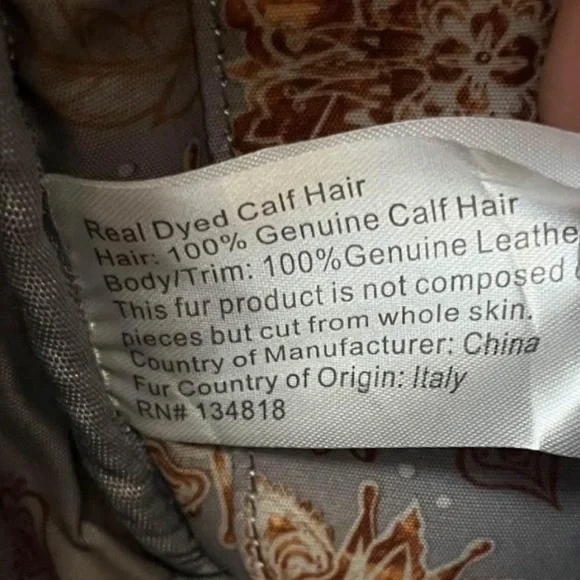 Real Dyed Calf Hair
Hair: 100% Genuine Calf Hair
Body/Trim: 100%Genuine Leathe
This fur product is not composed
pieces but cut from whole skin.
Country of Manufacturer: China
Fur Country of Origin: Italy
RN# 134818